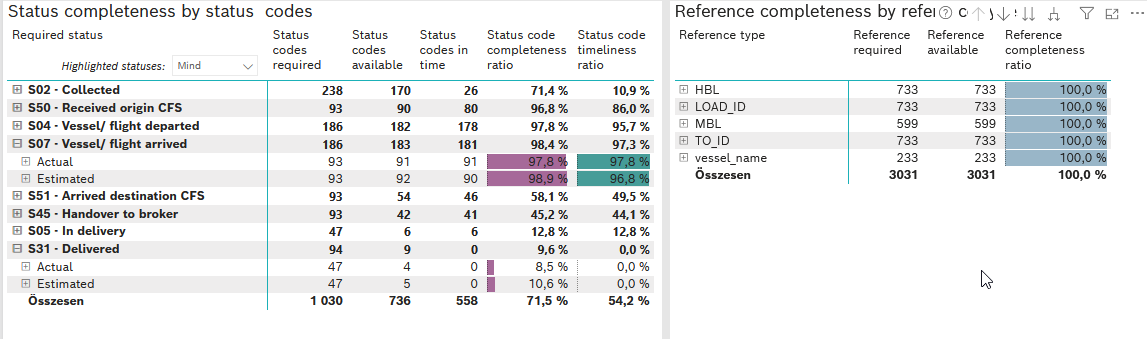 Status completeness by status codes
Required status
Status codes required
Status codes available
Status codes in time
Status code completeness ratio
Status code timeliness ratio
Highlighted statuses: Mind
S02 - Collected 238 170 26 71,4 % 10,9 %
S50 - Received origin CFS 93 90 80 96,8 % 86,0 %
S04 - Vessel/ flight departed 186 182 178 97,8 % 95,7 %
S07 - Vessel/ flight arrived 186 183 181 98,4 % 97,3 %
Actual 93 91 91 97,8 % 97,8 %
Estimated 93 92 90 98,9 % 96,8 %
S51 - Arrived destination CFS 93 54 46 58,1 % 49,5 %
S45 - Handover to broker 93 42 41 45,2 % 44,1 %
S05 - In delivery 47 6 6 12,8 % 12,8 %
S31 - Delivered 94 9 0 9,6 % 0,0 %
Actual 47 4 0 8,5 % 0,0 %
Estimated 47 5 0 10,6 % 0,0 %
Összesen 1 030 736 558 71,5 % 54,2 %
Reference completeness by
Reference type
Reference required
Reference available
Reference completeness ratio
HBL 733 733 100,0 %
LOAD_ID 733 733 100,0 %
MBL 599 599 100,0 %
TO_ID 733 733 100,0 %
vessel_name 233 233 100,0 %
Összesen 3031 3031 100,0 %